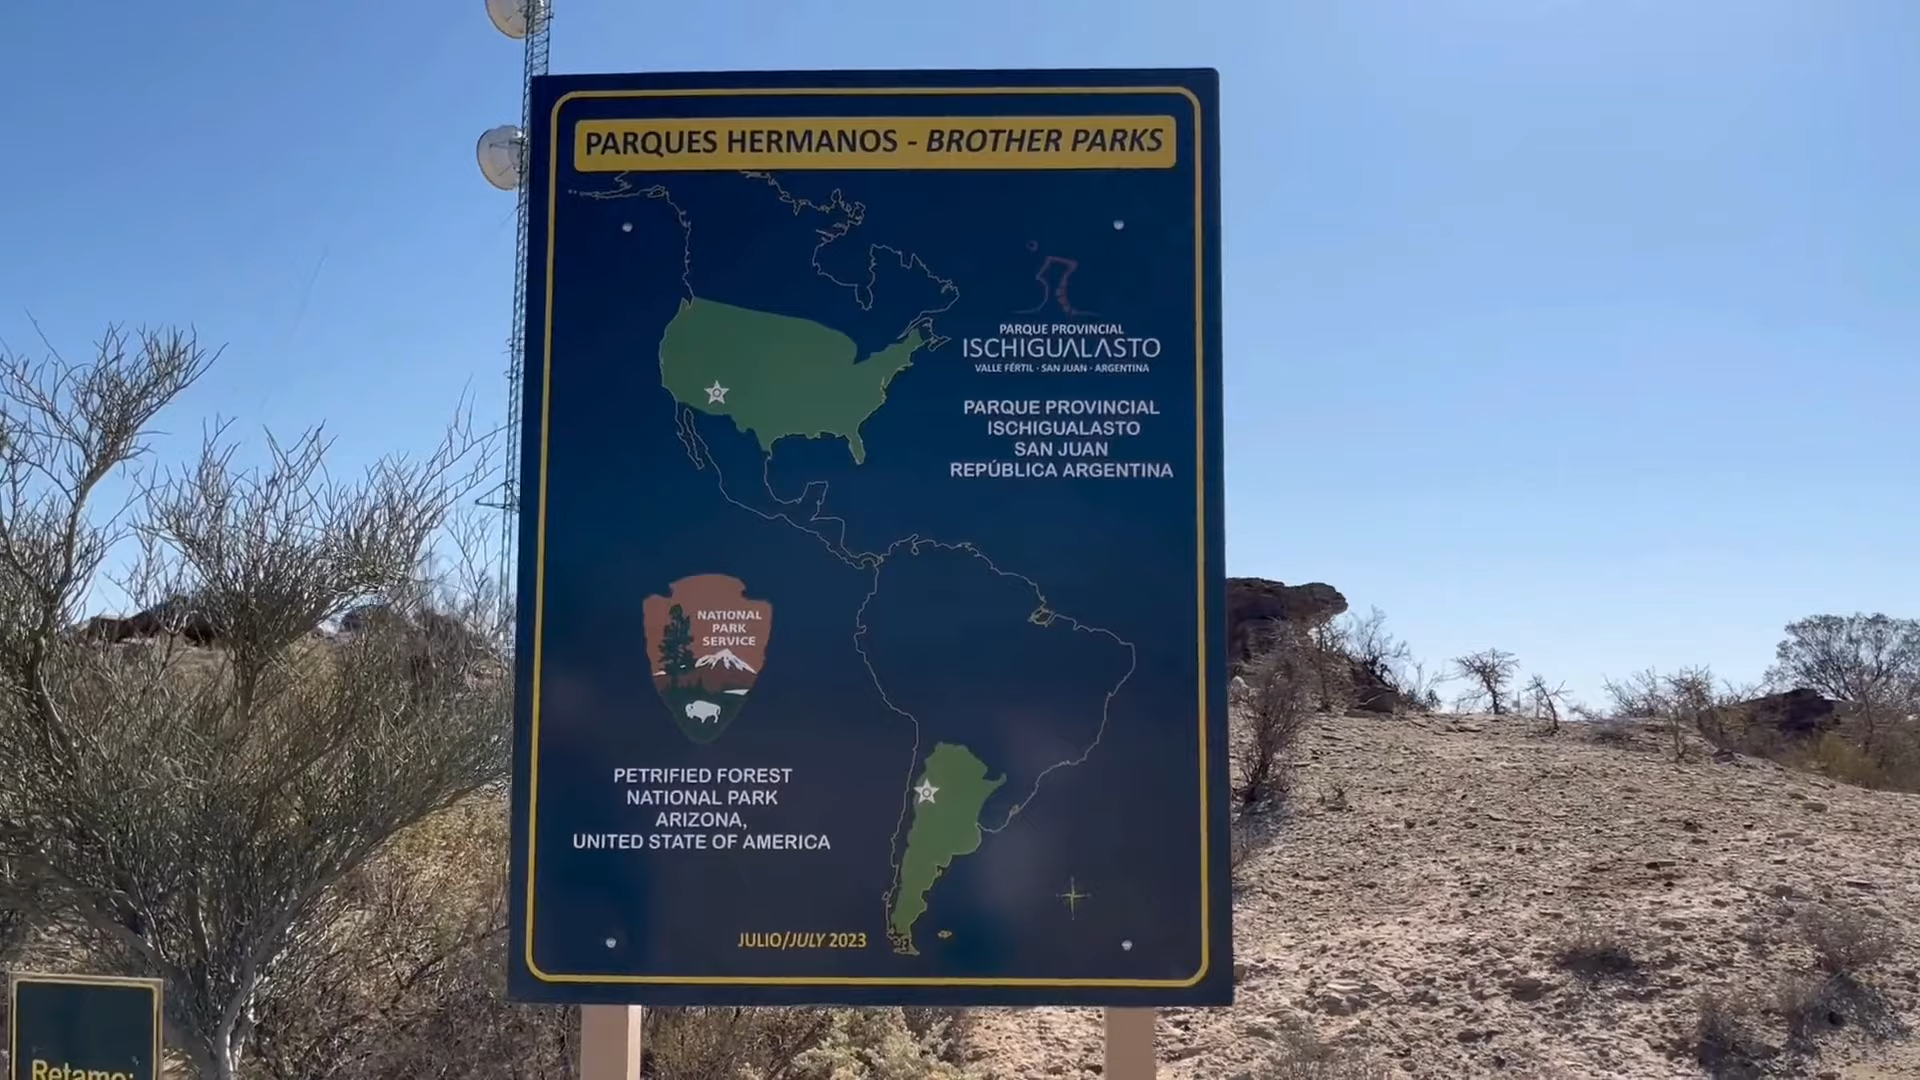 PARQUES HERMANOS - BROTHER PARKS
PARQUE PROVINCIAL
ISCHIGUALASTO
VALLE FÉRTIL - SAN JUAN - ARGENTINA
PARQUE PROVINCIAL
ISCHIGUALASTO
SAN JUAN
REPÚBLICA ARGENTINA
NATIONAL
PARK
SERVICE
PETRIFIED FOREST
NATIONAL PARK
ARIZONA,
UNITED STATE OF AMERICA
JULIO/JULY 2023
Retamo: